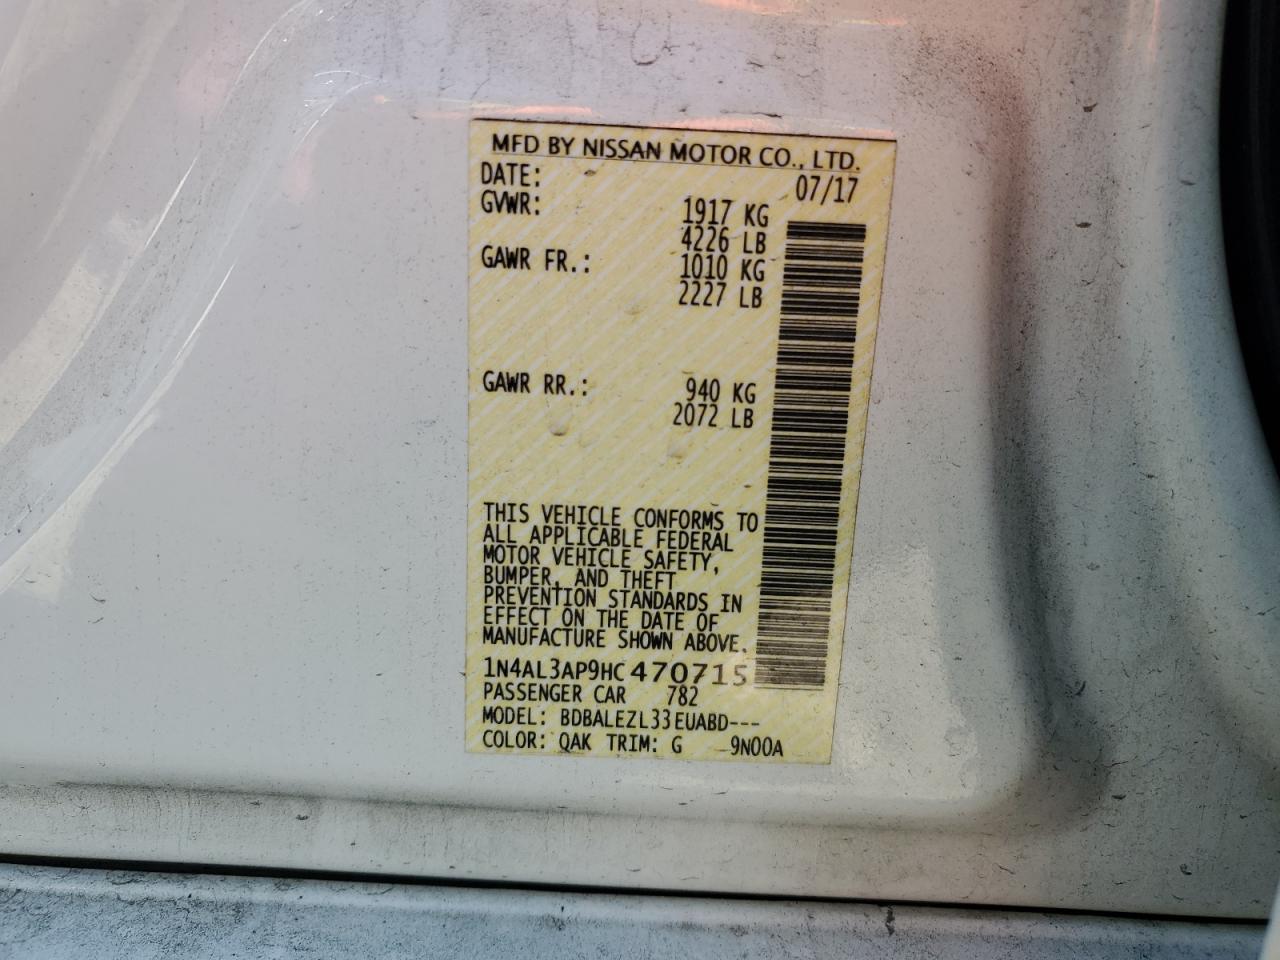 MFD BY NISSAN MOTOR CO., LTD.
DATE: 07/17
GVWR: 1917 KG
4226 LB
GAWR FR.: 1010 KG
2227 LB
GAWR RR.: 940 KG
2072 LB
THIS VEHICLE CONFORMS TO
ALL APPLICABLE FEDERAL
MOTOR VEHICLE SAFETY,
BUMPER, AND THEFT
PREVENTION STANDARDS IN
EFFECT ON THE DATE OF
MANUFACTURE SHOWN ABOVE.
1N4AL3AP9HC470715
PASSENGER CAR 782
MODEL: BDBALEZL33EUABD---
COLOR: QAK TRIM: G 9N00A